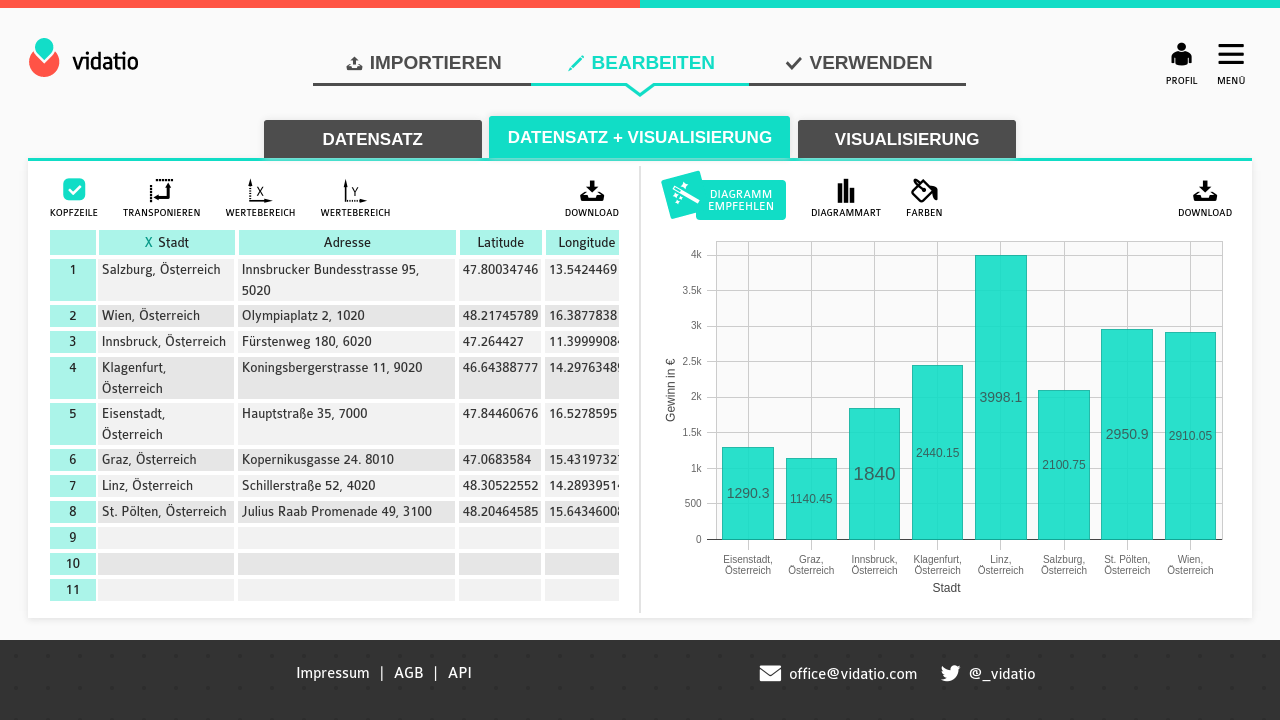 vidatio
IMPORTIEREN
BEARBEITEN
VERWENDEN
PROFIL
MENÜ
DATENSATZ
DATENSATZ + VISUALISIERUNG
VISUALISIERUNG
KOPFZEILE
TRANSPONIEREN
X
WERTEBEREICH
Y
WERTEBEREICH
DOWNLOAD
X Stadt Adresse Latitude Longitude
1 Salzburg, Österreich Innsbrucker Bundesstrasse 95,
5020 47.80034746 13.5424469
2 Wien, Österreich Olympiaplatz 2, 1020 48.21745789 16.3877838
3 Innsbruck, Österreich Fürstenweg 180, 6020 47.264427 11.3999908
4 Klagenfurt,
Österreich Koningsbergerstrasse 11, 9020 46.64388777 14.2976348
5 Eisenstadt,
Österreich Hauptstraße 35, 7000 47.84460676 16.5278595
6 Graz, Österreich Kopernikusgasse 24. 8010 47.0683584 15.4319732
7 Linz, Österreich Schillerstraße 52, 4020 48.30522552 14.2893951
8 St. Pölten, Österreich Julius Raab Promenade 49, 3100 48.20464585 15.6434600
9
10
11
DIAGRAMM
EMPFEHLEN
DIAGRAMMART
FARBEN
DOWNLOAD
Gewinn in €
4k
3.5k
3k
2.5k
2k
1.5k
1k
500
0
1290.3
1140.45
1840
2440.15
3998.1
2100.75
2950.9
2910.05
Eisenstadt,
Österreich
Graz,
Österreich
Innsbruck,
Österreich
Klagenfurt,
Österreich
Linz,
Österreich
Salzburg,
Österreich
St. Pölten,
Österreich
Wien,
Österreich
Stadt
Impressum | AGB | API
office@vidatio.com
@_vidatio